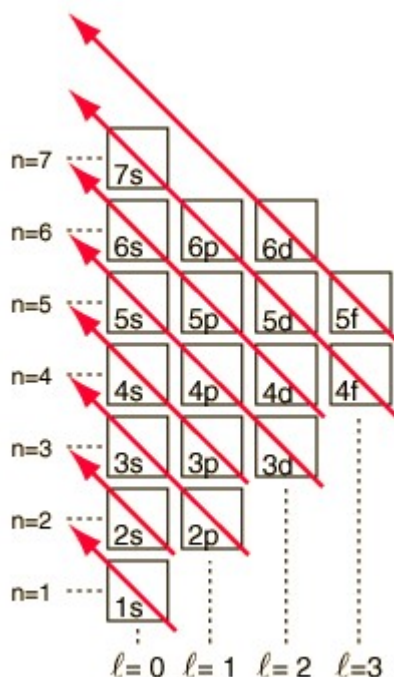 n=7 7s
n=6 6s 6p 6d
n=5 5s 5p 5d 5f
n=4 4s 4p 4d 4f
n=3 3s 3p 3d
n=2 2s 2p
n=1 1s
ℓ= 0 ℓ= 1 ℓ= 2 ℓ=3